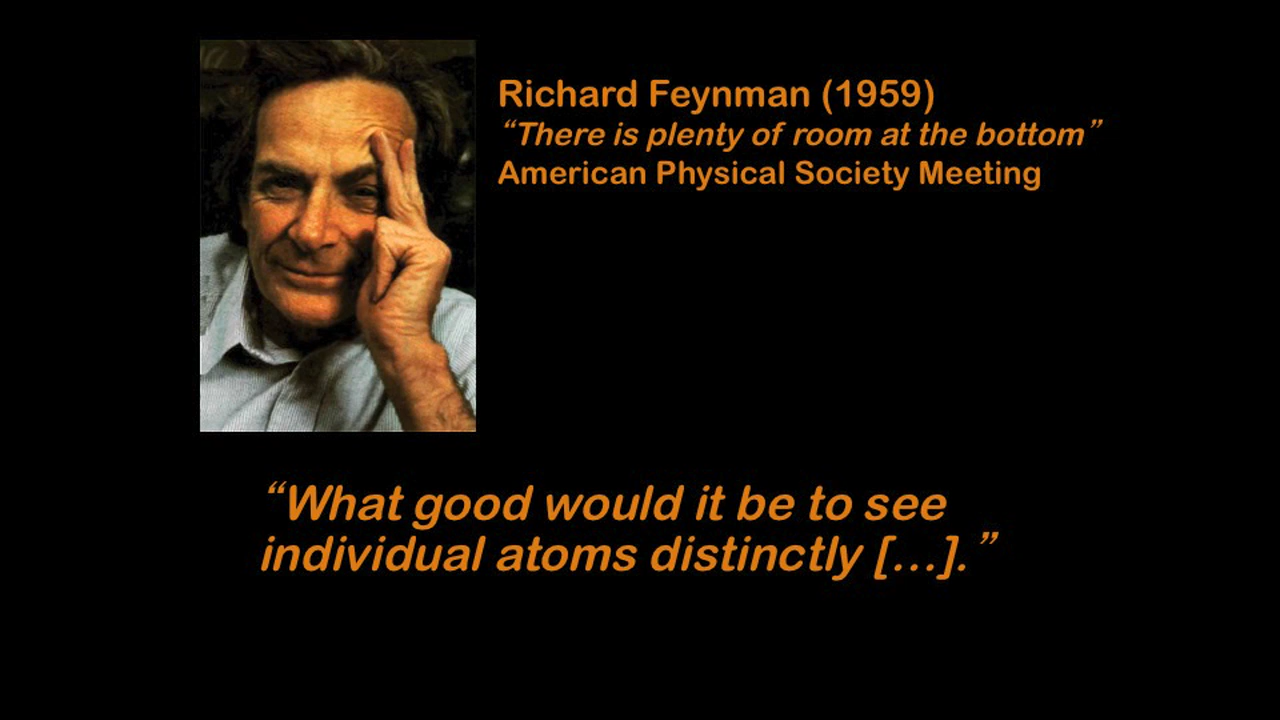 Richard Feynman (1959)
“There is plenty of room at the bottom”
American Physical Society Meeting
“What good would it be to see
individual atoms distinctly [...].”